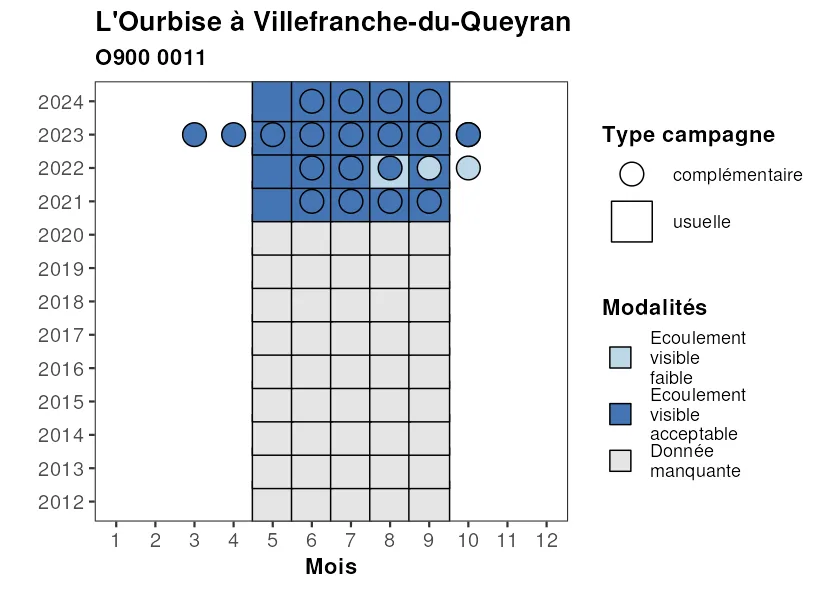 L'Ourbise à Villefranche-du-Queyran
O900 0011
2024
2023
2022
2021
2020
2019
2018
2017
2016
2015
2014
2013
2012
1 2 3 4 5 6 7 8 9 10 11 12
Mois
Type campagne
complémentaire
usuelle
Modalités
Ecoulement
visible
faible
Ecoulement
visible
acceptable
Donnée
manquante